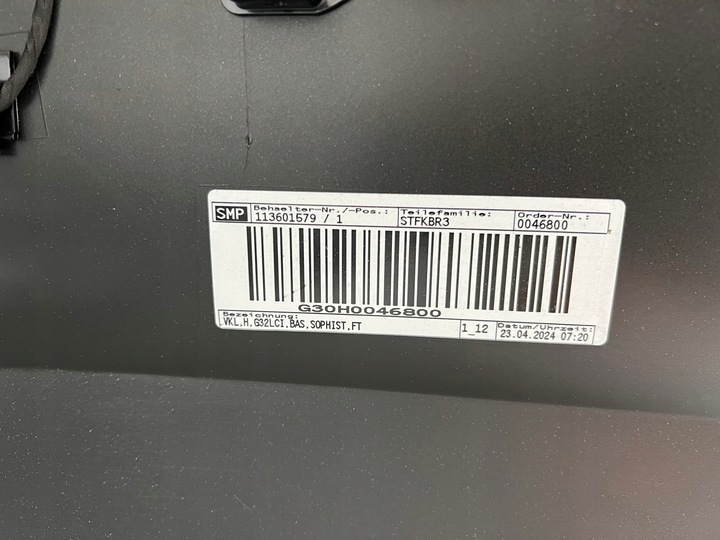 SMP
Behaelter-Nr./-Pos.:
113601579 / 1
Teilefamilie:
STFKBR3
Order-Nr.:
0046800
G30H0046800
Bezeichnung:
VKL,H,G32LCI,BAS,SOPHIST,FT
1_12
Datum/Uhrzeit:
23.04.2024 07:20